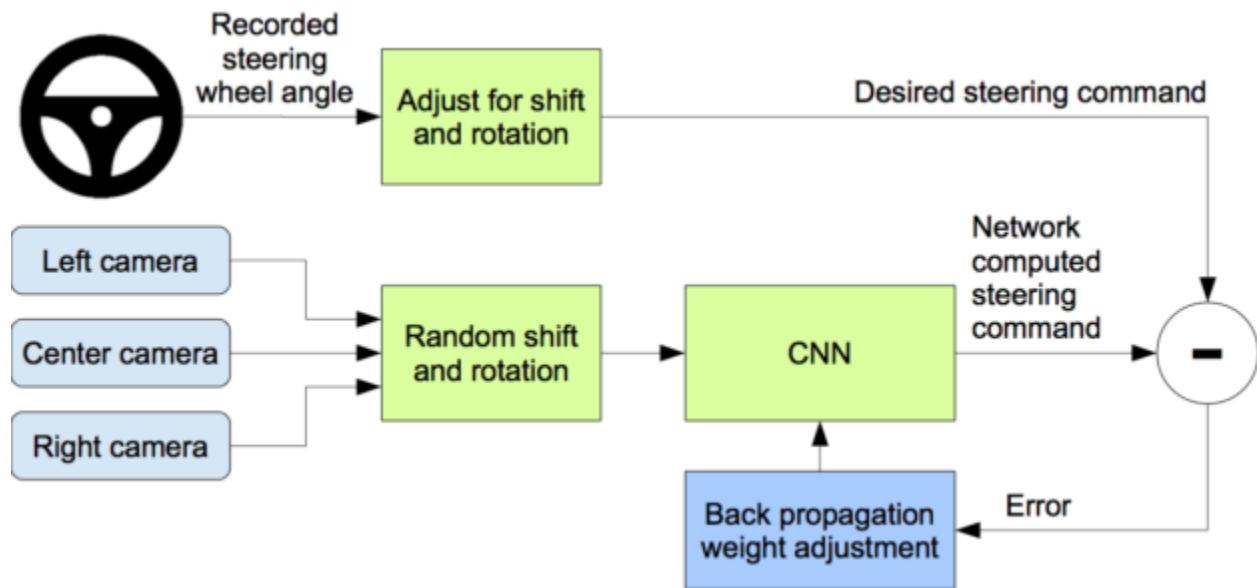 Recorded
steering
wheel angle
Adjust for shift
and rotation
Desired steering command
Left camera
Center camera
Right camera
Random shift
and rotation
CNN
Network
computed
steering
command
-
Back propagation
weight adjustment
Error